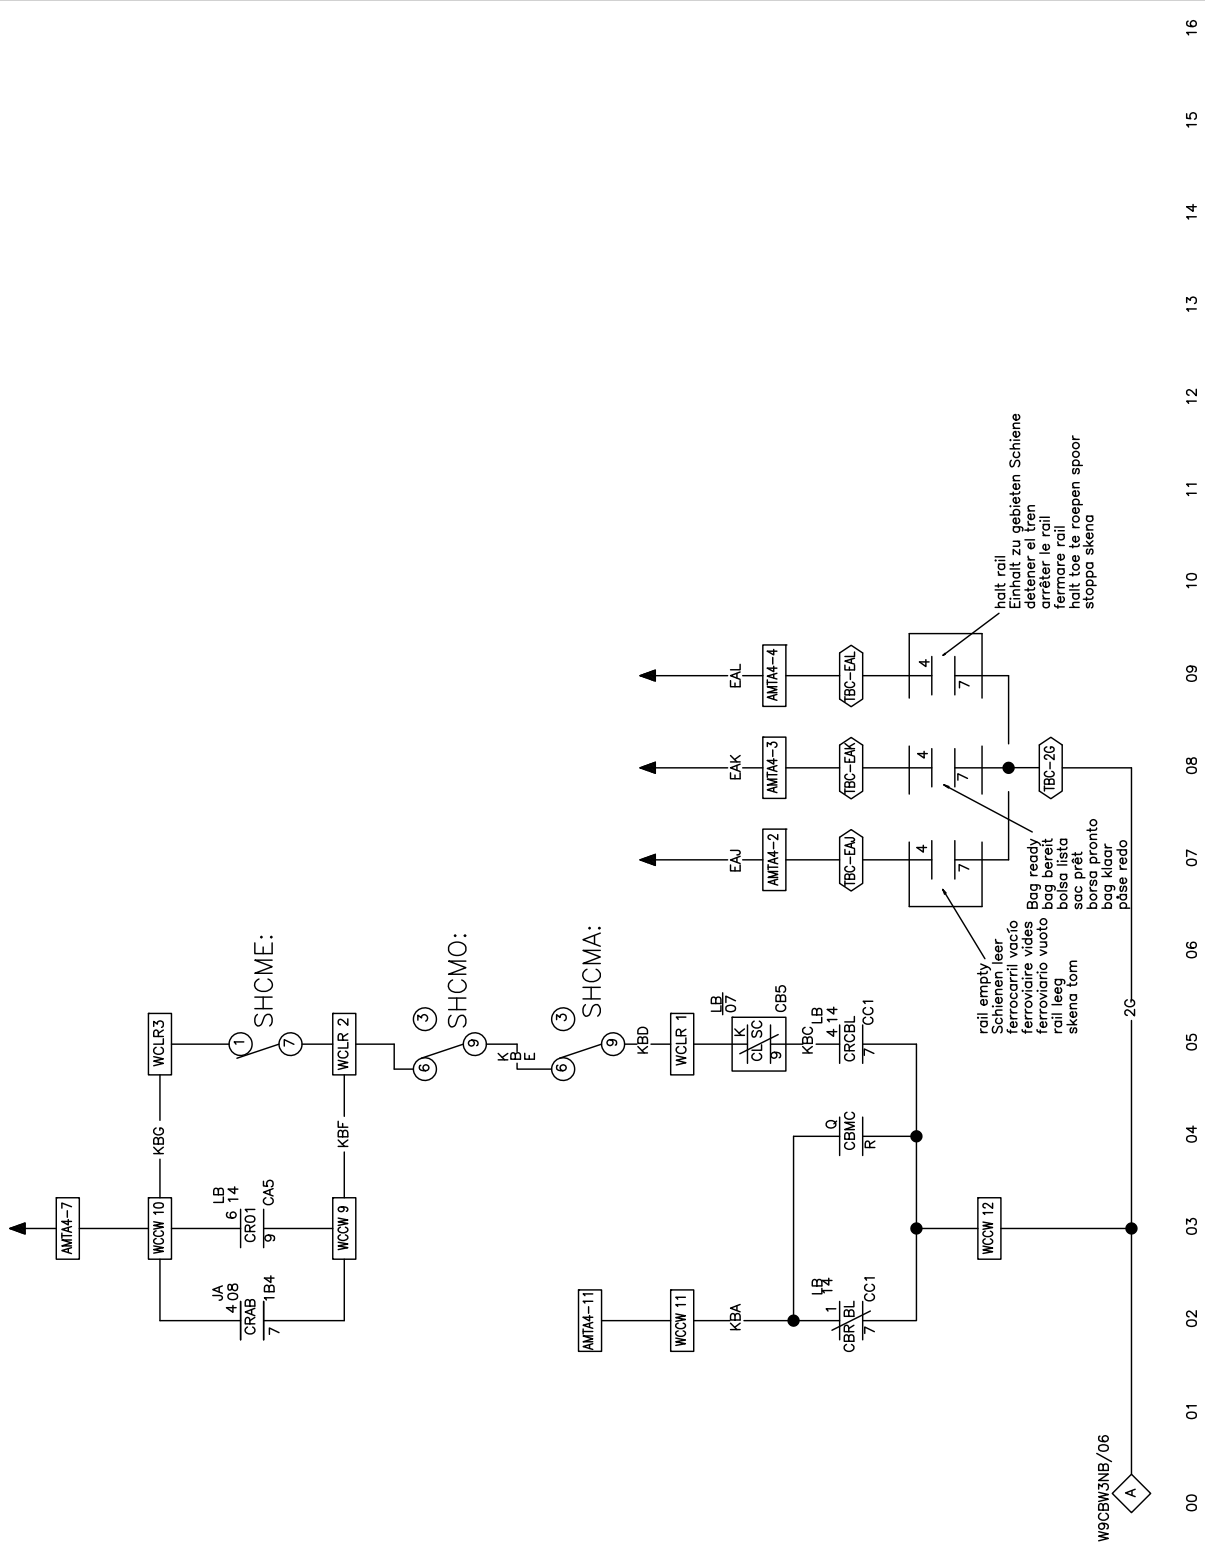 AMTA4-7
WCCW 10
KBG
WCLR3
JA
4 08
CRAB
7
1B4
LB
6 14
CR01
9
CA5
1
7
SHCME:
WCCW 9
KBF
WCLR 2
6
9
3
SHCMO:
K
B
E
6
9
3
SHCMA:
KBD
WCLR 1
LB
07
K
CL SC
9
CB5
KBC
LB
4 14
CRCBL
7
CC1
AMTA4-11
WCCW 11
KBA
LB
14
1
CBR BL
7
CC1
Q
CBMC
R
WCCW 12
EAJ
AMTA4-2
TBC-EAJ
4
7
EAK
AMTA4-3
TBC-EAK
4
7
EAL
AMTA4-4
TBC-EAL
4
7
TBC-2G
2G
rail empty
Schienen leer
ferrocarril vacío
ferroviaire vides
ferroviario vuoto
rail leeg
skena tom
Bag ready
bag bereit
bolsa lista
sac prêt
borsa pronto
bag klaar
påse redo
halt rail
Einhalt zu gebieten Schiene
detener el tren
arrêter le rail
fermare rail
halt toe te roepen spoor
stoppa skena
W9CBW3NB/06
A
00
01
02
03
04
05
06
07
08
09
10
11
12
13
14
15
16